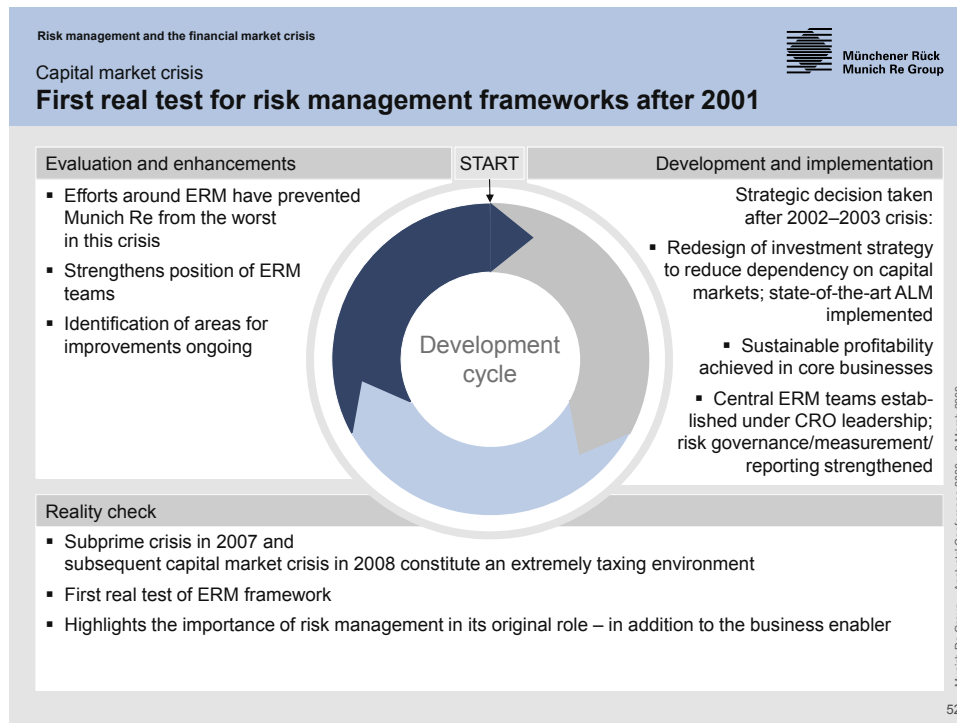 Risk management and the financial market crisis
Münchener Rück
Munich Re Group
Capital market crisis
First real test for risk management frameworks after 2001
Evaluation and enhancements
▪ Efforts around ERM have prevented
Munich Re from the worst
in this crisis
▪ Strengthens position of ERM
teams
▪ Identification of areas for
improvements ongoing
START
Development and implementation
Strategic decision taken
after 2002–2003 crisis:
▪ Redesign of investment strategy
to reduce dependency on capital
markets; state-of-the-art ALM
implemented
▪ Sustainable profitability
achieved in core businesses
▪ Central ERM teams estab-
lished under CRO leadership;
risk governance/measurement/
reporting strengthened
Development
cycle
Reality check
▪ Subprime crisis in 2007 and
subsequent capital market crisis in 2008 constitute an extremely taxing environment
▪ First real test of ERM framework
▪ Highlights the importance of risk management in its original role – in addition to the business enabler
52